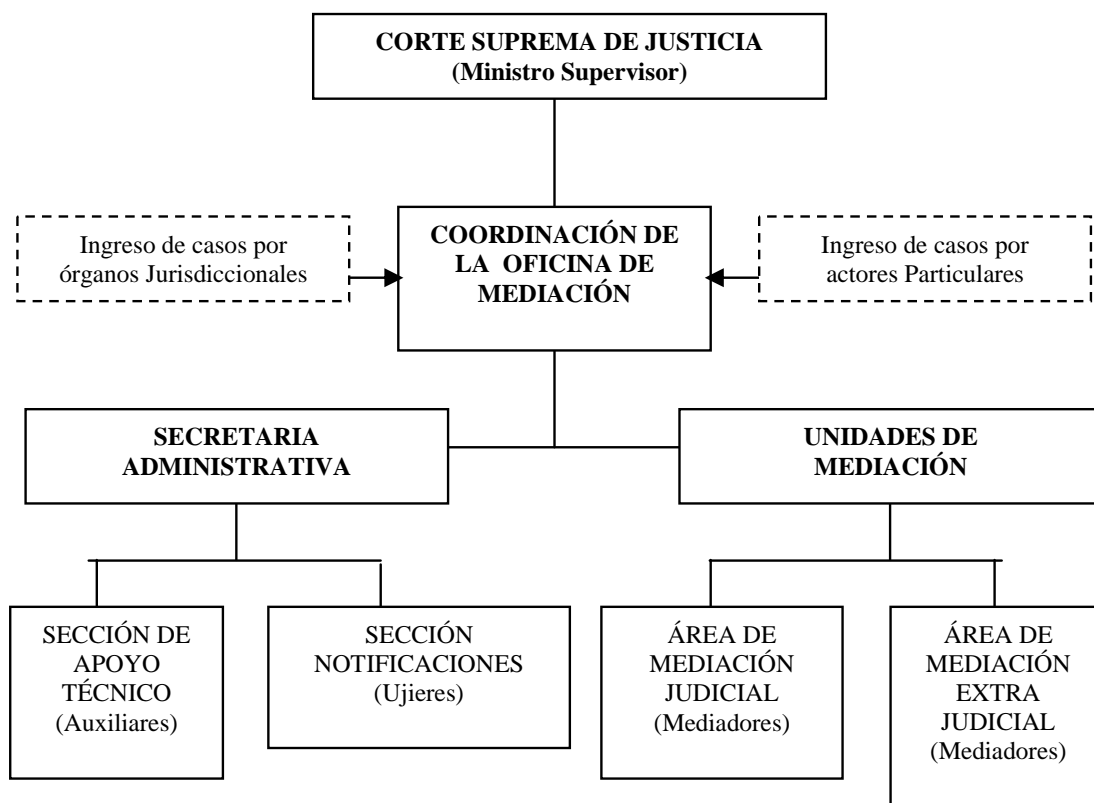 CORTE SUPREMA DE JUSTICIA
(Ministro Supervisor)
Ingreso de casos por
órganos Jurisdiccionales
COORDINACIÓN DE
LA OFICINA DE
MEDIACIÓN
Ingreso de casos por
actores Particulares
SECRETARIA
ADMINISTRATIVA
UNIDADES DE
MEDIACIÓN
SECCIÓN DE
APOYO
TÉCNICO
(Auxiliares)
SECCIÓN
NOTIFICACIONES
(Ujieres)
ÁREA DE
MEDIACIÓN
JUDICIAL
(Mediadores)
ÁREA DE
MEDIACIÓN
EXTRA
JUDICIAL
(Mediadores)